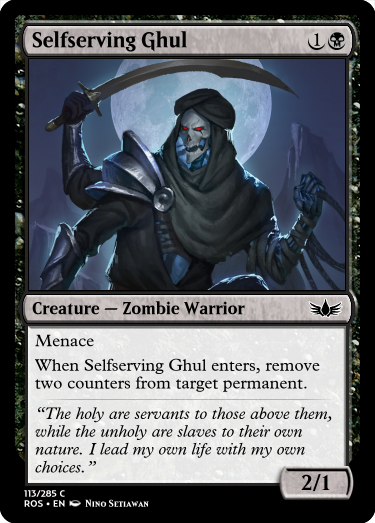 Selfserving Ghul 1
Creature — Zombie Warrior
Menace
When Selfserving Ghul enters, remove
two counters from target permanent.
“The holy are servants to those above them,
while the unholy are slaves to their own
nature. I lead my own life with my own
choices.”
2/1
113/285 C
ROS • EN Nino Setiawan